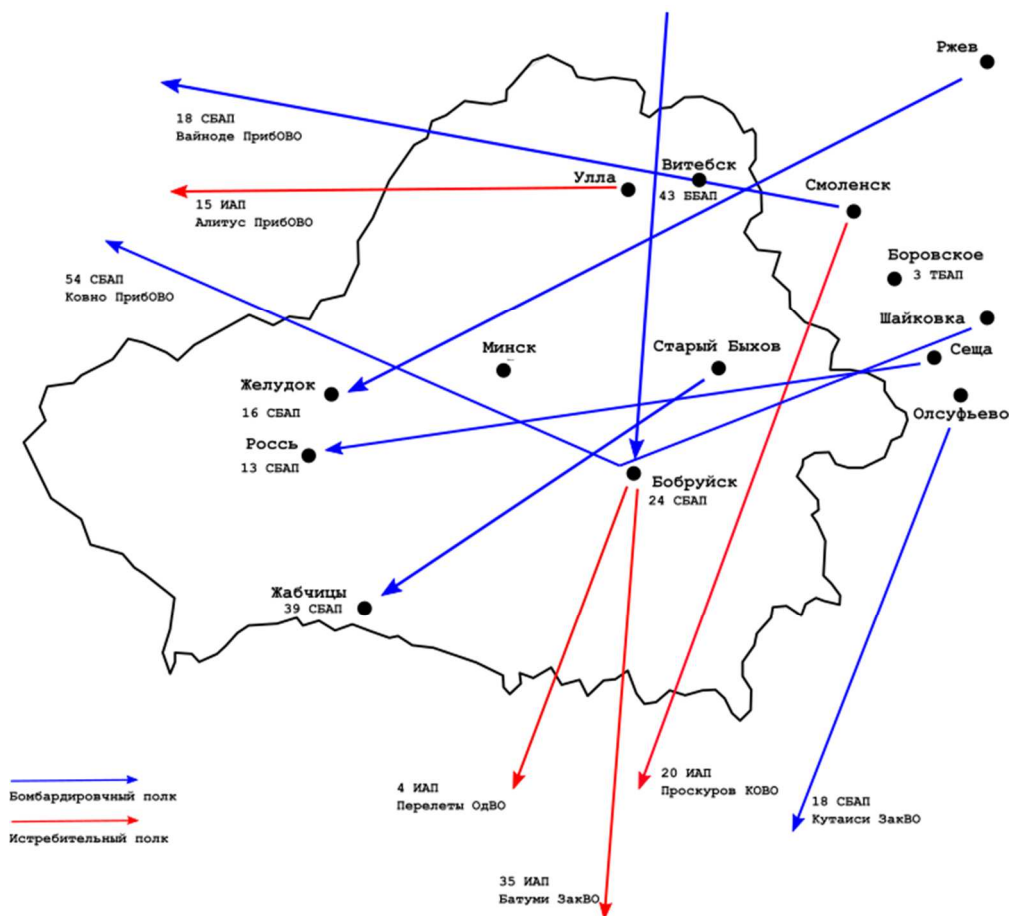 Ржев
18 СБАП
Вайноде ПрибОВО
Улла
Витебск
43 ББАП
Смоленск
15 ИАП
Алитус ПрибОВО
Боровское
3 ТБАП
54 СБАП
Ковно ПрибОВО
Шайковка
Минск
Старый Быхов
Сеща
Желудок
16 СБАП
Олсуфьево
Россь
13 СБАП
Бобруйск
24 СБАП
Жабчицы
39 СБАП
4 ИАП
Перелеты ОдВО
20 ИАП
Проскуров КОВО
18 СБАП
Кутаиси ЗакВО
Бомбардировчный полк
Истребительный полк
35 ИАП
Батуми ЗакВО